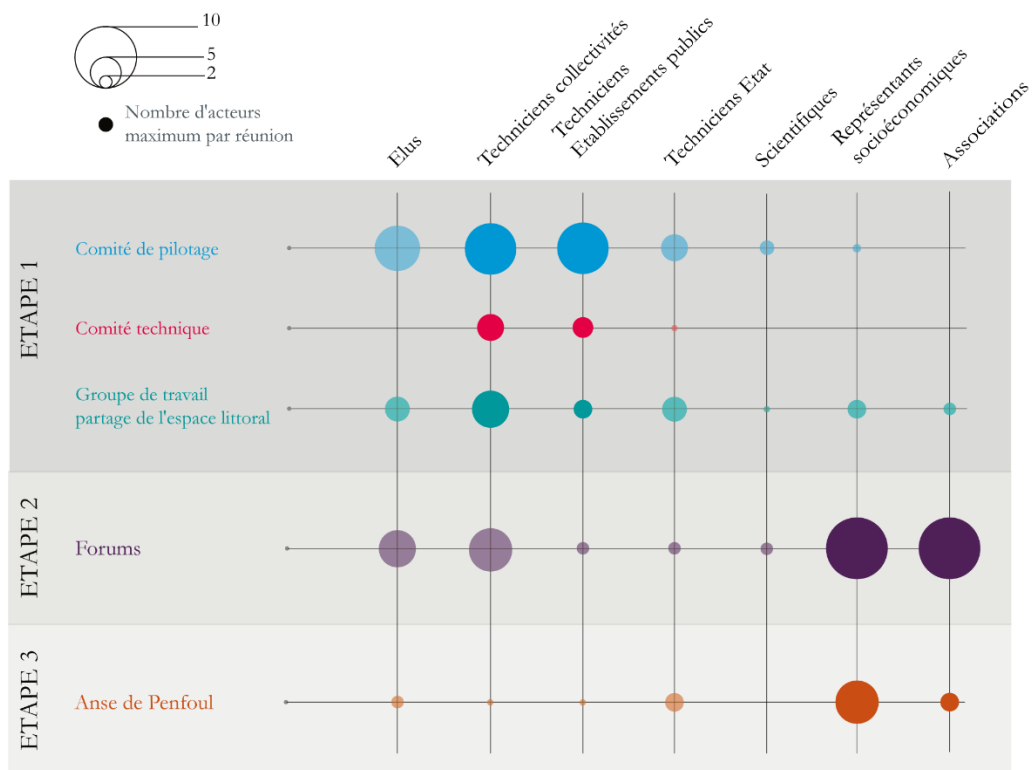 10
5
2
Nombre d'acteurs
maximum par réunion
Elus
Techniciens collectivités
Techniciens
Etablissements publics
Techniciens Etat
Scientifiques
Représentants
socioéconomiques
Associations
ETAPE 1
Comité de pilotage
Comité technique
Groupe de travail
partage de l'espace littoral
ETAPE 2
Forums
ETAPE 3
Anse de Penfoul